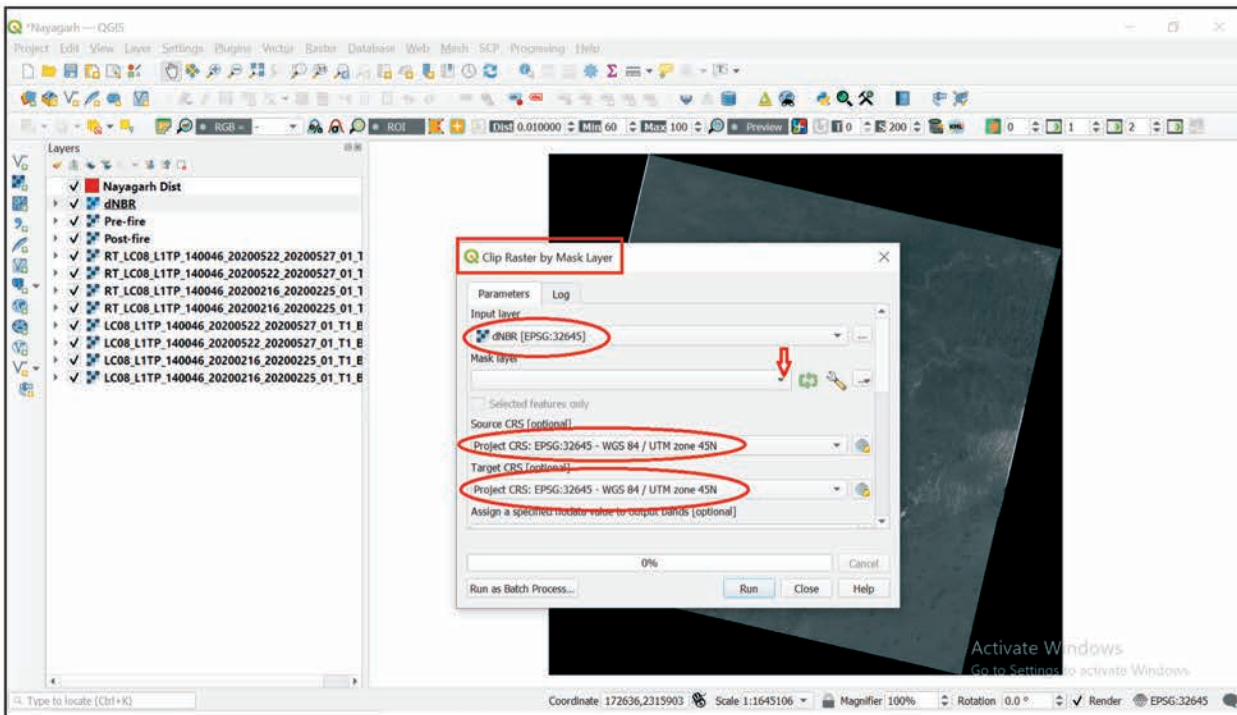 *Nayagarh — QGIS
Project Edit View Layer Settings Plugins Vector Raster Database Web Mesh SCP Processing Help
RGB = - ROI Dist 0.010000 Min 60 Max 100 Preview T 0 S 200 0 1 2
Layers
Nayagarh Dist
dNBR
Pre-fire
Post-fire
RT_LC08_L1TP_140046_20200522_20200527_01_T
RT_LC08_L1TP_140046_20200522_20200527_01_T
RT_LC08_L1TP_140046_20200216_20200225_01_T
RT_LC08_L1TP_140046_20200216_20200225_01_T
LC08_L1TP_140046_20200522_20200527_01_T1_B
LC08_L1TP_140046_20200522_20200527_01_T1_B
LC08_L1TP_140046_20200216_20200225_01_T1_B
LC08_L1TP_140046_20200216_20200225_01_T1_B
Clip Raster by Mask Layer
Parameters Log
Input layer
dNBR [EPSG:32645]
Mask layer
Selected features only
Source CRS [optional]
Project CRS: EPSG:32645 - WGS 84 / UTM zone 45N
Target CRS [optional]
Project CRS: EPSG:32645 - WGS 84 / UTM zone 45N
Assign a specified nodata value to output bands [optional]
0% Cancel
Run as Batch Process... Run Close Help
Activate Windows
Go to Settings to activate Windows.
Type to locate (Ctrl+K) Coordinate 172636,2315903 Scale 1:1645106 Magnifier 100% Rotation 0.0 ° Render EPSG:32645